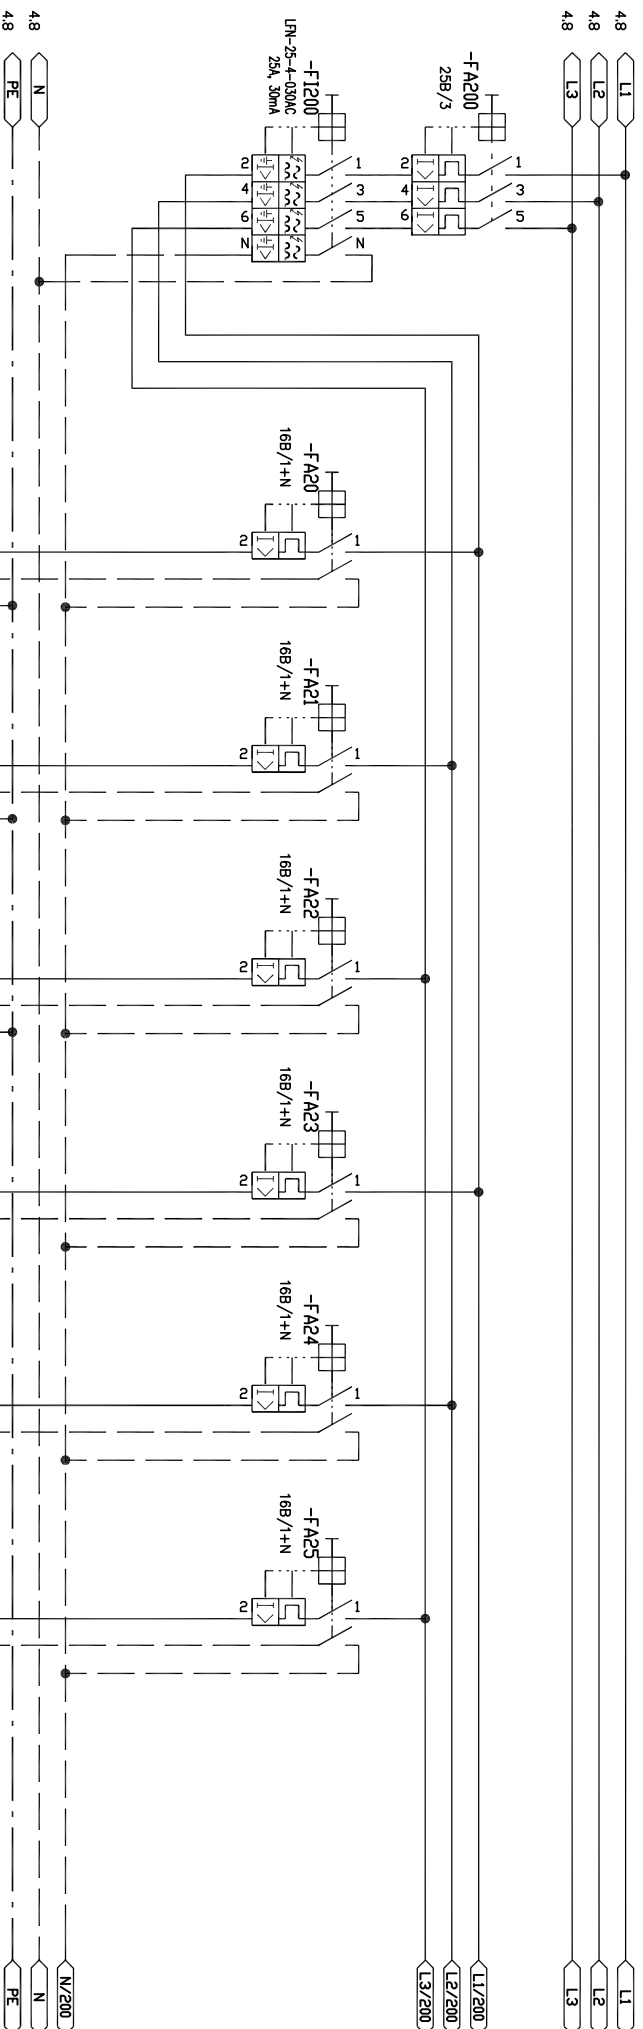 4.8
4.8
4.8
4.8
4.8
PE
N
L3
L2
L1
-FI200
LFN-25-4-030AC
25A, 30mA
-FA200
25B/3
2
1
2
1
4
3
4
3
6
5
6
5
N
N
-FA20
16B/1+N
2
1
-FA21
16B/1+N
2
1
-FA22
16B/1+N
2
1
-FA23
16B/1+N
2
1
-FA24
16B/1+N
2
1
-FA25
16B/1+N
2
1
PE
N
N/200
L3/200
L2/200
L1/200
L3
L2
L1